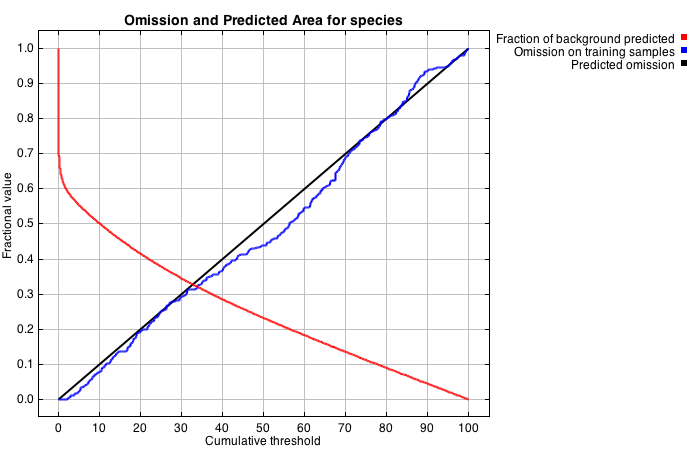 Omission and Predicted Area for species
Fraction of background predicted
Omission on training samples
Predicted omission
Fractional value
1.0
0.9
0.8
0.7
0.6
0.5
0.4
0.3
0.2
0.1
0.0
0 10 20 30 40 50 60 70 80 90 100
Cumulative threshold